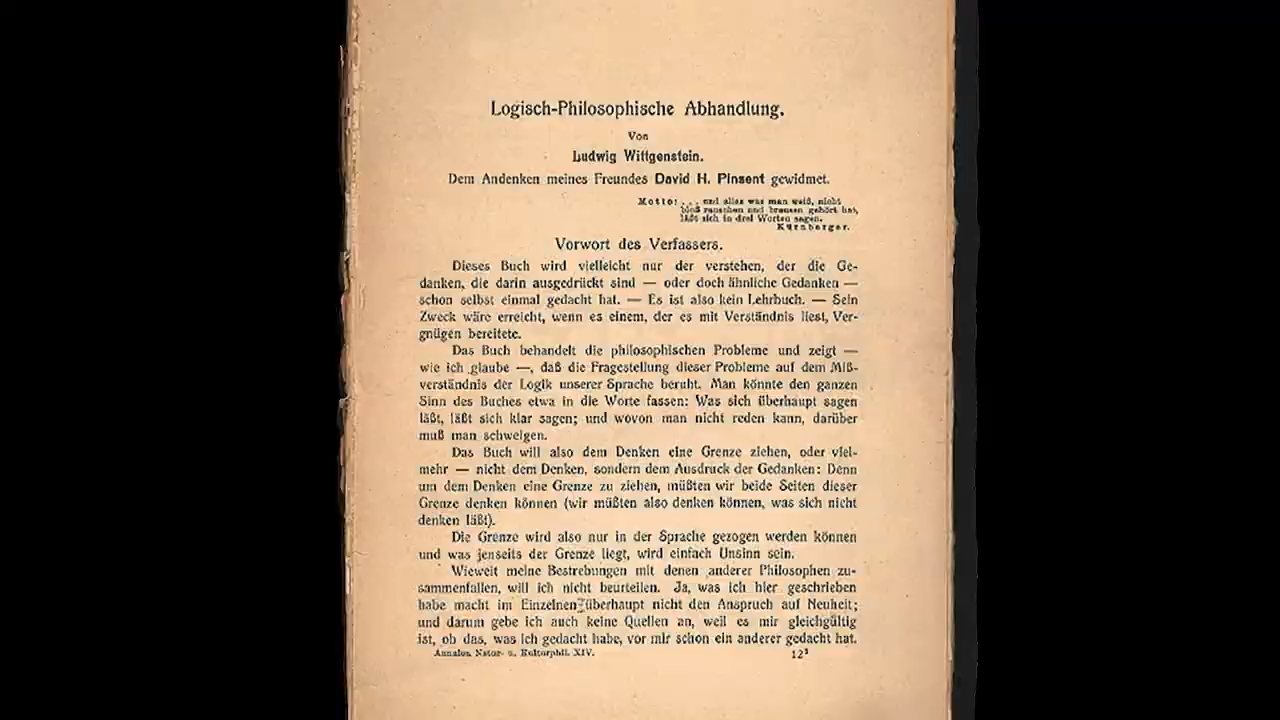 Logisch-Philosophische Abhandlung.
Von
Ludwig Wittgenstein.
Dem Andenken meines Freundes David H. Pinsent gewidmet.
Motto: . . . und alles was man weiß, nicht
bloß rauschen und brausen gehört hat,
läßt sich in drei Worten sagen.
Kürnberger.
Vorwort des Verfassers.
Dieses Buch wird vielleicht nur der verstehen, der die Ge-
danken, die darin ausgedrückt sind — oder doch ähnliche Gedanken —
schon selbst einmal gedacht hat. — Es ist also kein Lehrbuch. — Sein
Zweck wäre erreicht, wenn es einem, der es mit Verständnis liest, Ver-
gnügen bereitete.
Das Buch behandelt die philosophischen Probleme und zeigt —
wie ich glaube —, daß die Fragestellung dieser Probleme auf dem Miß-
verständnis der Logik unserer Sprache beruht. Man könnte den ganzen
Sinn des Buches etwa in die Worte fassen: Was sich überhaupt sagen
läßt, läßt sich klar sagen; und wovon man nicht reden kann, darüber
muß man schweigen.
Das Buch will also dem Denken eine Grenze ziehen, oder viel-
mehr — nicht dem Denken, sondern dem Ausdruck der Gedanken: Denn
um dem Denken eine Grenze zu ziehen, müßten wir beide Seiten dieser
Grenze denken können (wir müßten also denken können, was sich nicht
denken läßt).
Die Grenze wird also nur in der Sprache gezogen werden können
und was jenseits der Grenze liegt, wird einfach Unsinn sein.
Wieweit meine Bestrebungen mit denen anderer Philosophen zu-
sammenfallen, will ich nicht beurteilen. Ja, was ich hier geschrieben
habe macht im Einzelnen überhaupt nicht den Anspruch auf Neuheit;
und darum gebe ich auch keine Quellen an, weil es mir gleichgültig
ist, ob das, was ich gedacht habe, vor mir schon ein anderer gedacht hat.
Annalen Natur- u. Kulturphil. XIV. 12*